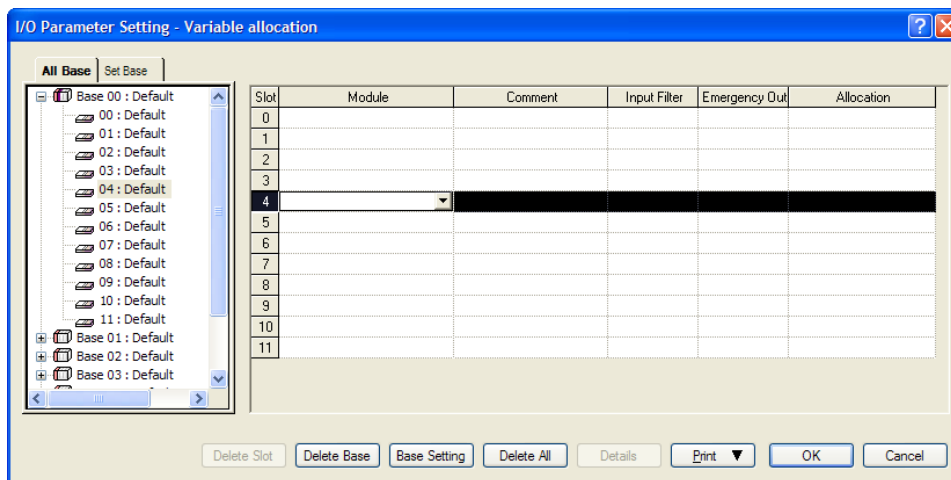 I/O Parameter Setting - Variable allocation
All Base Set Base
Base 00 : Default
00 : Default
01 : Default
02 : Default
03 : Default
04 : Default
05 : Default
06 : Default
07 : Default
08 : Default
09 : Default
10 : Default
11 : Default
Base 01 : Default
Base 02 : Default
Base 03 : Default
Slot Module Comment Input Filter Emergency Out Allocation
0
1
2
3
4
5
6
7
8
9
10
11
Delete Slot Delete Base Base Setting Delete All Details Print ▼ OK Cancel